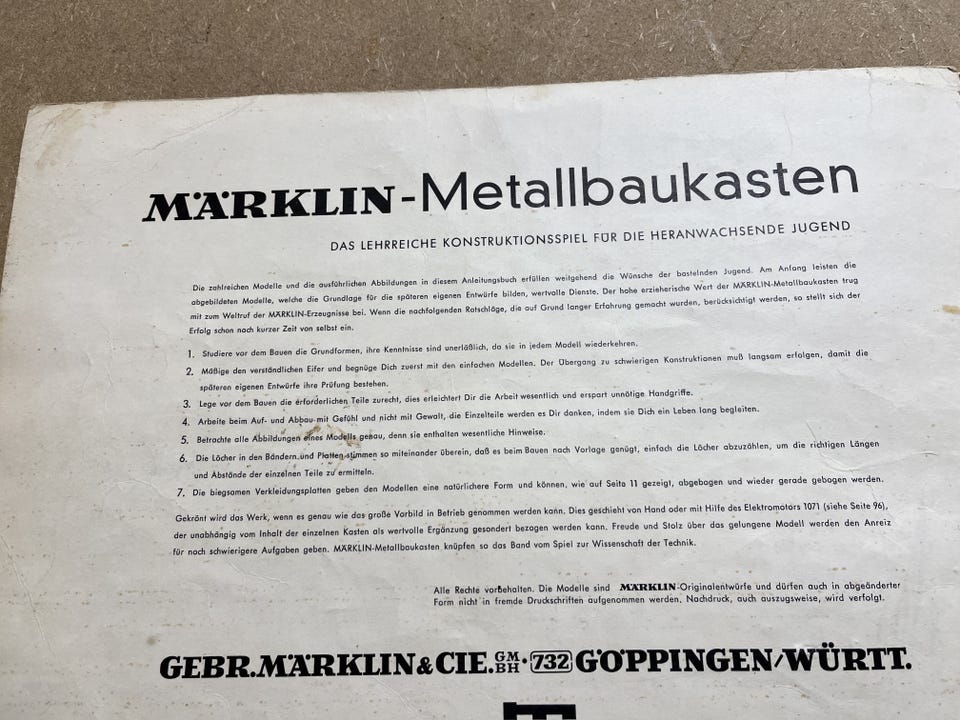 MÄRKLIN-Metallbaukasten
DAS LEHRREICHE KONSTRUKTIONSSPIEL FÜR DIE HERANWACHSENDE JUGEND
Die zahlreichen Modelle und die ausführlichen Abbildungen in diesem Anleitungsbuch erfüllen weitgehend die Wünsche der bastelnden Jugend. Am Anfang leisten die
abgebildeten Modelle, welche die Grundlage für die späteren eigenen Entwürfe bilden, wertvolle Dienste. Der hohe erzieherische Wert der MÄRKLIN-Metallbaukasten trug
mit zum Weltruf der MÄRKLIN-Erzeugnisse bei. Wenn die nachfolgenden Ratschläge, die auf Grund langer Erfahrung gemacht wurden, berücksichtigt werden, so stellt sich der
Erfolg schon nach kurzer Zeit von selbst ein.
1. Studiere vor dem Bauen die Grundformen, ihre Kenntnisse sind unerläßlich, da sie in jedem Modell wiederkehren.
2. Mäßige den verständlichen Eifer und begnüge Dich zuerst mit den einfachen Modellen. Der Übergang zu schwierigen Konstruktionen muß langsam erfolgen, damit die
späteren eigenen Entwürfe ihre Prüfung bestehen.
3. Lege vor dem Bauen die erforderlichen Teile zurecht, dies erleichtert Dir die Arbeit wesentlich und erspart unnötige Handgriffe.
4. Arbeite beim Auf- und Abbau mit Gefühl und nicht mit Gewalt, die Einzelteile werden es Dir danken, indem sie Dich ein Leben lang begleiten.
5. Betrachte alle Abbildungen eines Modells genau, denn sie enthalten wesentliche Hinweise.
6. Die Löcher in den Bändern und Platten stimmen so miteinander überein, daß es beim Bauen nach Vorlage genügt, einfach die Löcher abzuzählen, um die richtigen Längen
und Abstände der einzelnen Teile zu ermitteln.
7. Die biegsamen Verkleidungsplatten geben den Modellen eine natürlichere Form und können, wie auf Seite 11 gezeigt, abgebogen und wieder gerade gebogen werden.
Gekrönt wird das Werk, wenn es genau wie das große Vorbild in Betrieb genommen werden kann. Dies geschieht von Hand oder mit Hilfe des Elektromotors 1071 (siehe Seite 96),
der unabhängig vom Inhalt der einzelnen Kasten als wertvolle Ergänzung gesondert bezogen werden kann. Freude und Stolz über das gelungene Modell werden den Anreiz
für noch schwierigere Aufgaben geben. MÄRKLIN-Metallbaukasten knüpfen so das Band vom Spiel zur Wissenschaft der Technik.
Alle Rechte vorbehalten. Die Modelle sind MÄRKLIN-Originalentwürfe und dürfen auch in abgeänderter
Form nicht in fremde Druckschriften aufgenommen werden. Nachdruck, auch auszugsweise, wird verfolgt.
GEBR. MÄRKLIN & CIE. GMBH · 732 GÖPPINGEN/WÜRTT.